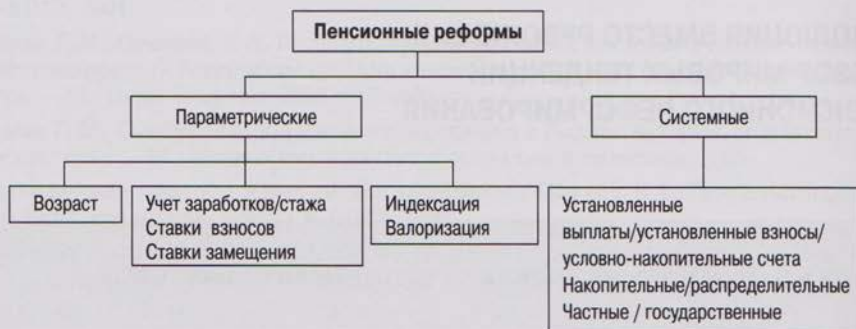 Пенсионные реформы
Параметрические
Системные
Возраст
Учет заработков/стажа
Ставки взносов
Ставки замещения
Индексация
Валоризация
Установленные
выплаты/установленные взносы/
условно-накопительные счета
Накопительные/распределительные
Частные / государственные